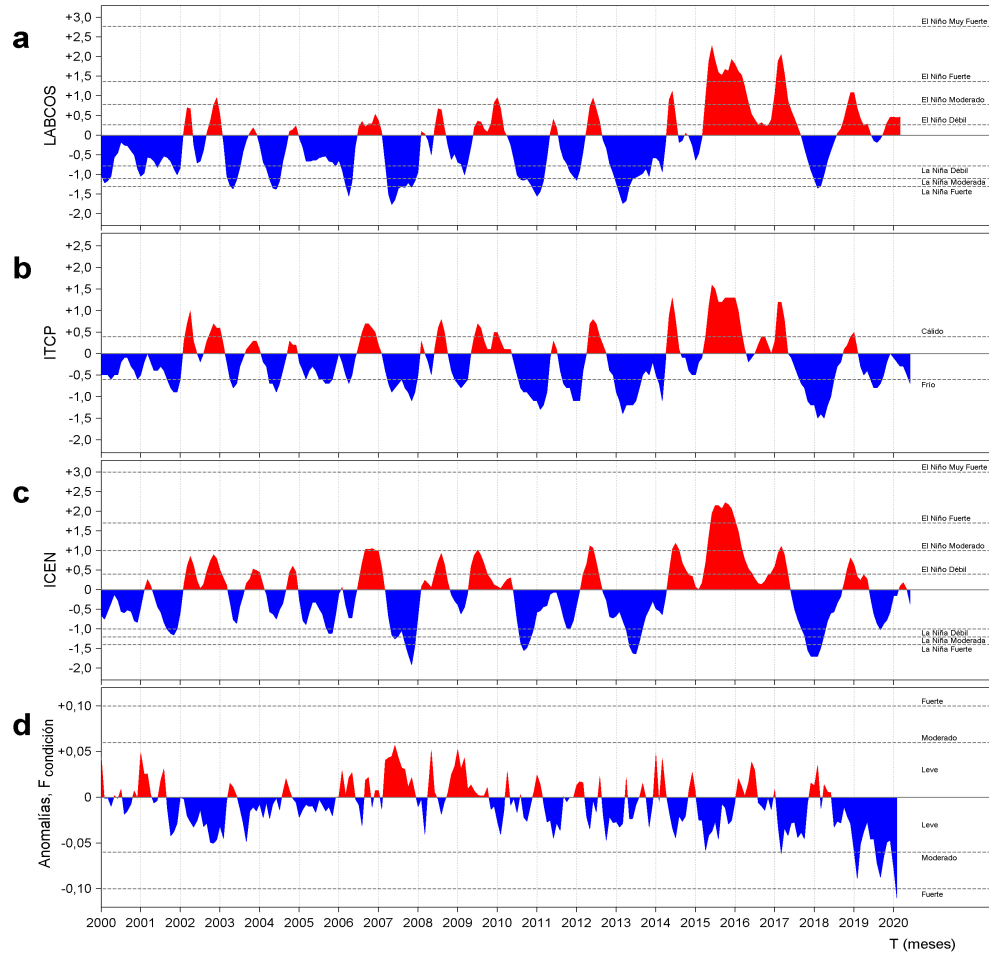 a
LABCOS
+3,0
+2,5
+2,0
+1,5
+1,0
+0,5
0
-0,5
-1,0
-1,5
-2,0
El Niño Muy Fuerte
El Niño Fuerte
El Niño Moderado
El Niño Débil
La Niña Débil
La Niña Moderada
La Niña Fuerte
b
ITCP
+2,5
+2,0
+1,5
+1,0
+0,5
0
-0,5
-1,0
-1,5
-2,0
Cálido
Frío
c
ICEN
+3,0
+2,5
+2,0
+1,5
+1,0
+0,5
0
-0,5
-1,0
-1,5
-2,0
El Niño Muy Fuerte
El Niño Fuerte
El Niño Moderado
El Niño Débil
La Niña Débil
La Niña Moderada
La Niña Fuerte
d
Anomalías, F condición
+0,10
+0,05
0
-0,05
-0,10
Fuerte
Moderado
Leve
Leve
Moderado
Fuerte
2000 2001 2002 2003 2004 2005 2006 2007 2008 2009 2010 2011 2012 2013 2014 2015 2016 2017 2018 2019 2020
T (meses)